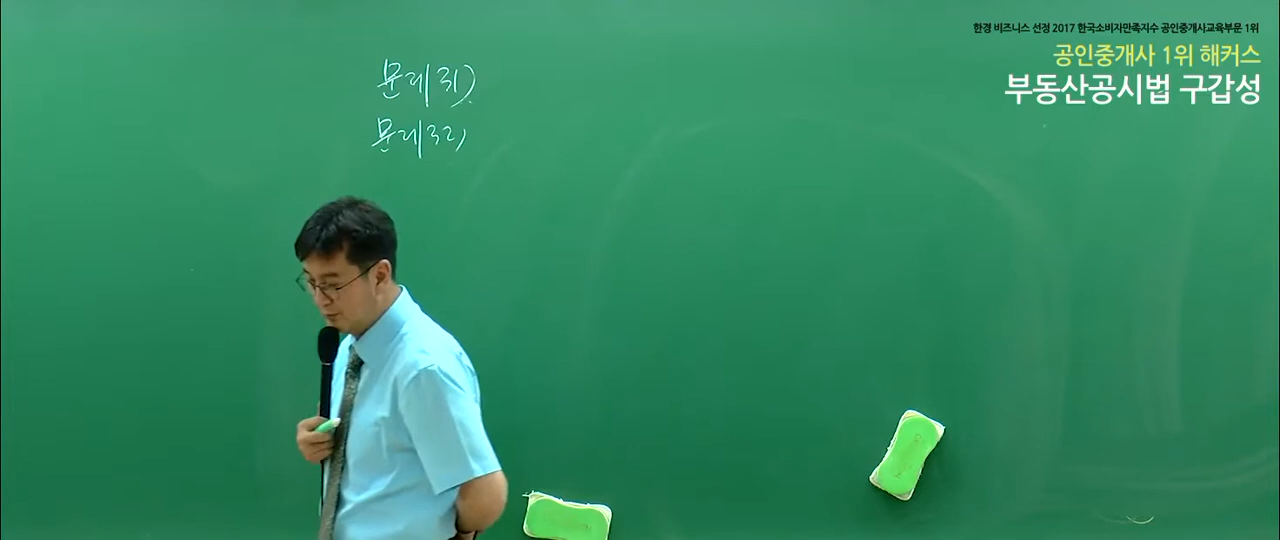 한경 비즈니스 선정 2017 한국소비자만족지수 공인중개사교육부문 1위
공인중개사 1위 해커스
부동산공시법 구갑성
문례31)
문례32)